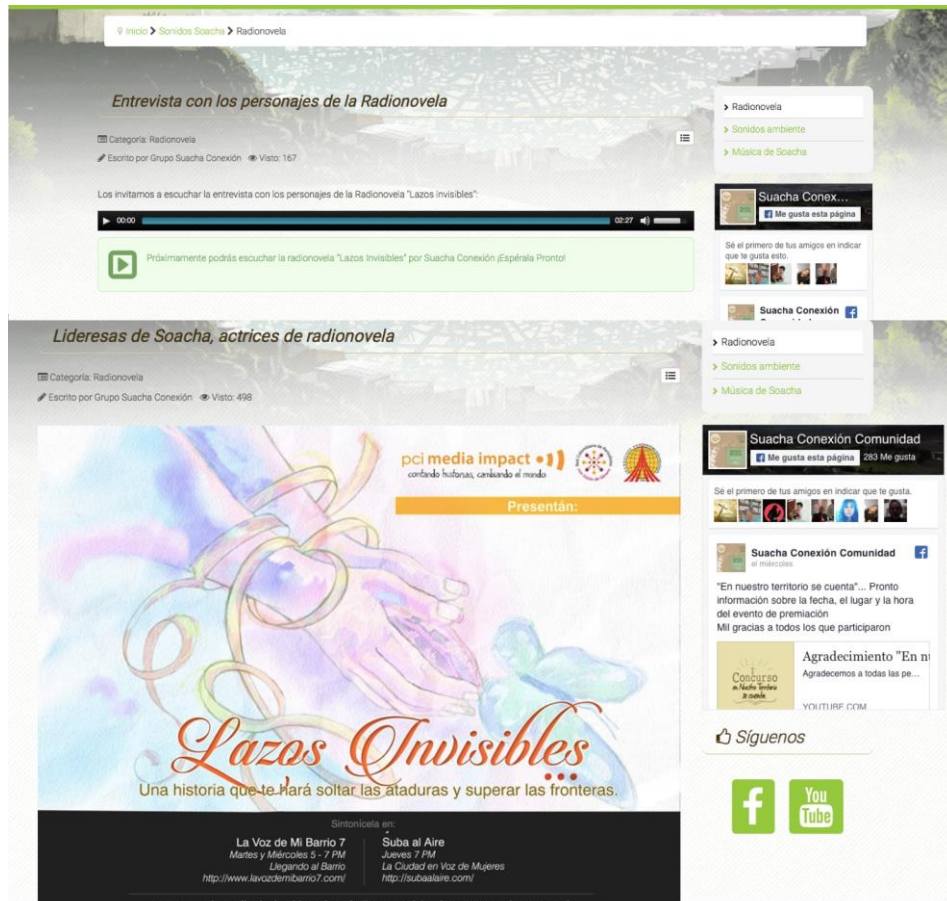 Inicio > Sonidos Soacha > Radionovela
Entrevista con los personajes de la Radionovela
Categoría: Radionovela
Escrito por Grupo Suacha Conexión Visto: 167
Los invitamos a escuchar la entrevista con los personajes de la Radionovela "Lazos invisibles":
00:00 02:27
Próximamente podrás escuchar la radionovela "Lazos Invisibles" por Suacha Conexión ¡Espérala Pronto!
> Radionovela
> Sonidos ambiente
> Música de Soacha
Suacha Conex...
Me gusta esta página
Sé el primero de tus amigos en indicar
que te gusta esto.
Suacha Conexión
Lideresas de Soacha, actrices de radionovela
Categoría: Radionovela
Escrito por Grupo Suacha Conexión Visto: 498
pci media impact
contando historias, cambiando el mundo
Presentán:
Lazos Invisibles
Una historia que te hará soltar las ataduras y superar las fronteras.
Sintonícela en:
La Voz de Mi Barrio 7
Martes y Miércoles 5 - 7 PM
Llegando al Barrio
http://www.lavozdemibarrio7.com/
Suba al Aire
Jueves 7 PM
La Ciudad en Voz de Mujeres
http://subaalaire.com/
> Radionovela
> Sonidos ambiente
> Música de Soacha
Suacha Conexión Comunidad
Me gusta esta página 283 Me gusta
Sé el primero de tus amigos en indicar que te gusta.
Suacha Conexión Comunidad
el miércoles
"En nuestro territorio se cuenta"... Pronto
información sobre la fecha, el lugar y la hora
del evento de premiación
Mil gracias a todos los que participaron
I
Concurso
en Nuestro Territorio
se cuenta
Agradecimiento "En nu
Agradecemos a todas las pe...
YOUTUBE.COM
Síguenos
f
You
Tube